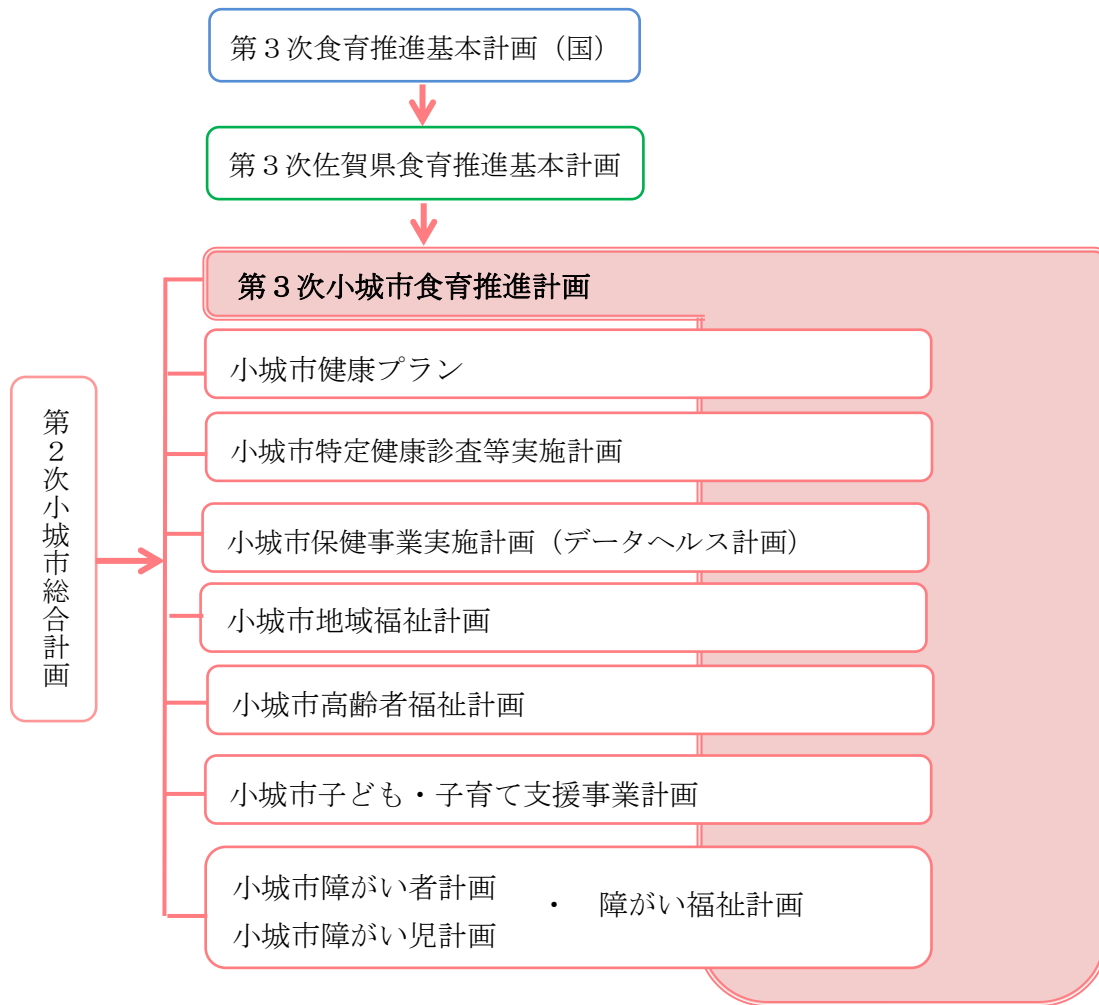 第３次食育推進基本計画（国）
第３次佐賀県食育推進基本計画
第３次小城市食育推進計画
小城市健康プラン
小城市特定健康診査等実施計画
小城市保健事業実施計画（データヘルス計画）
小城市地域福祉計画
小城市高齢者福祉計画
小城市子ども・子育て支援事業計画
小城市障がい者計画
小城市障がい児計画
・　障がい福祉計画
第２次小城市総合計画